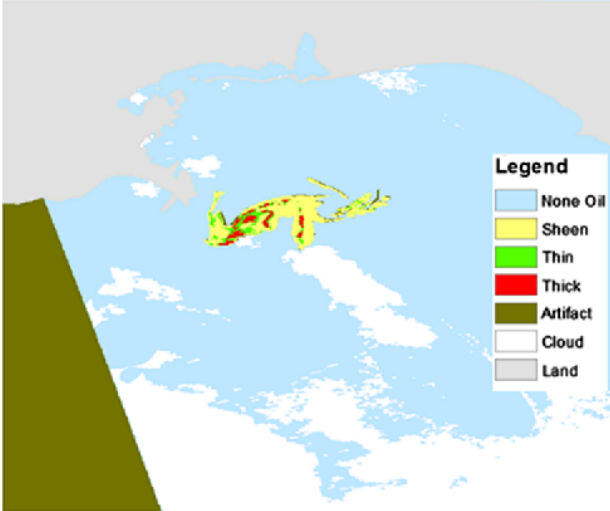 Legend
None Oil
Sheen
Thin
Thick
Artifact
Cloud
Land